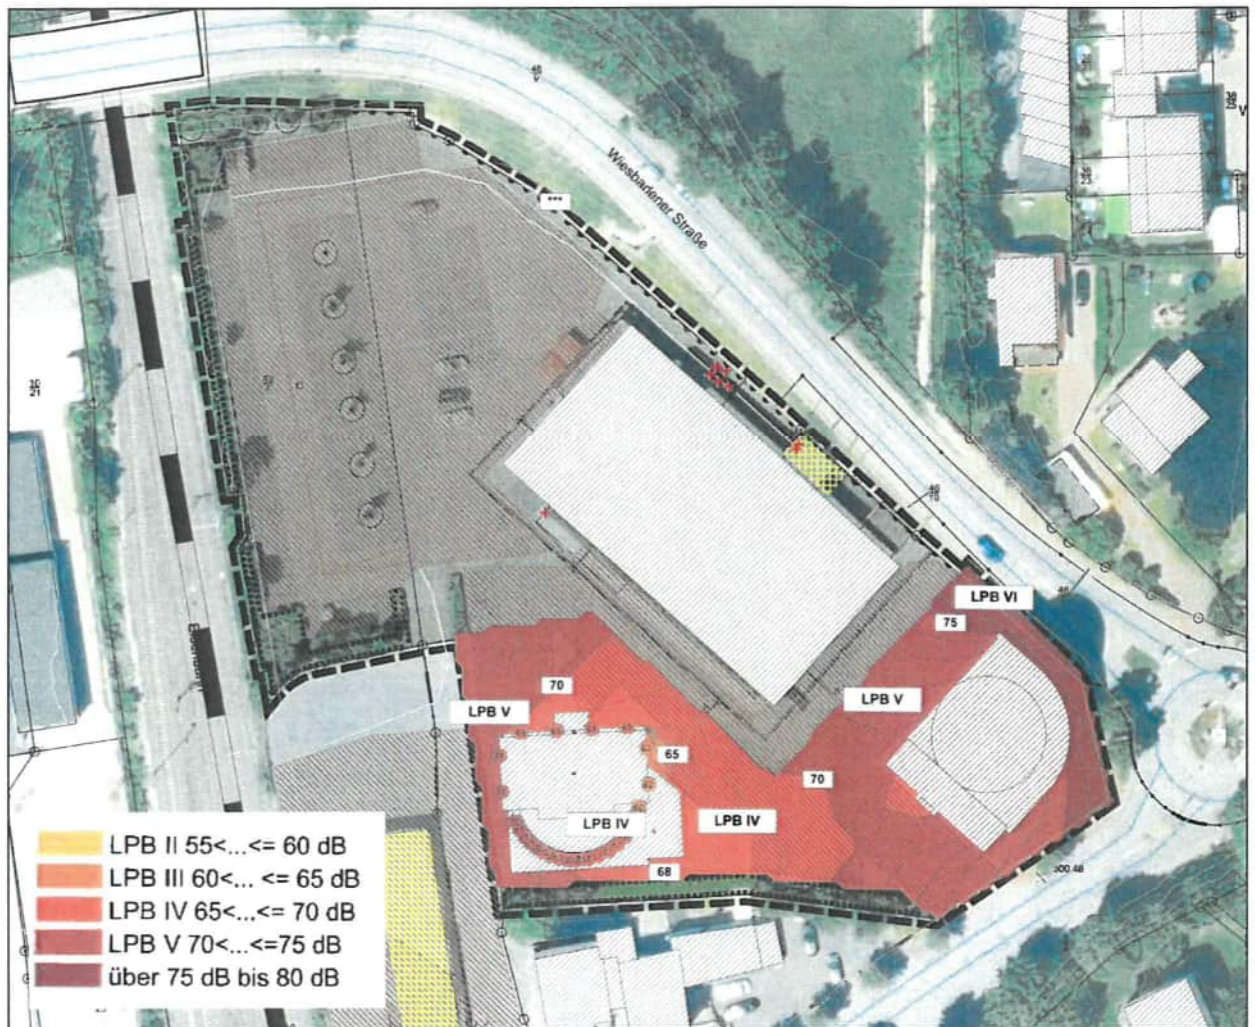 Wiesbadener Straße
***
LPB VI
75
LPB V
70
LPB V
65
70
LPB IV
LPB IV
68
300.48
LPB II 55<...<= 60 dB
LPB III 60<... <= 65 dB
LPB IV 65<...<= 70 dB
LPB V 70<...<=75 dB
über 75 dB bis 80 dB